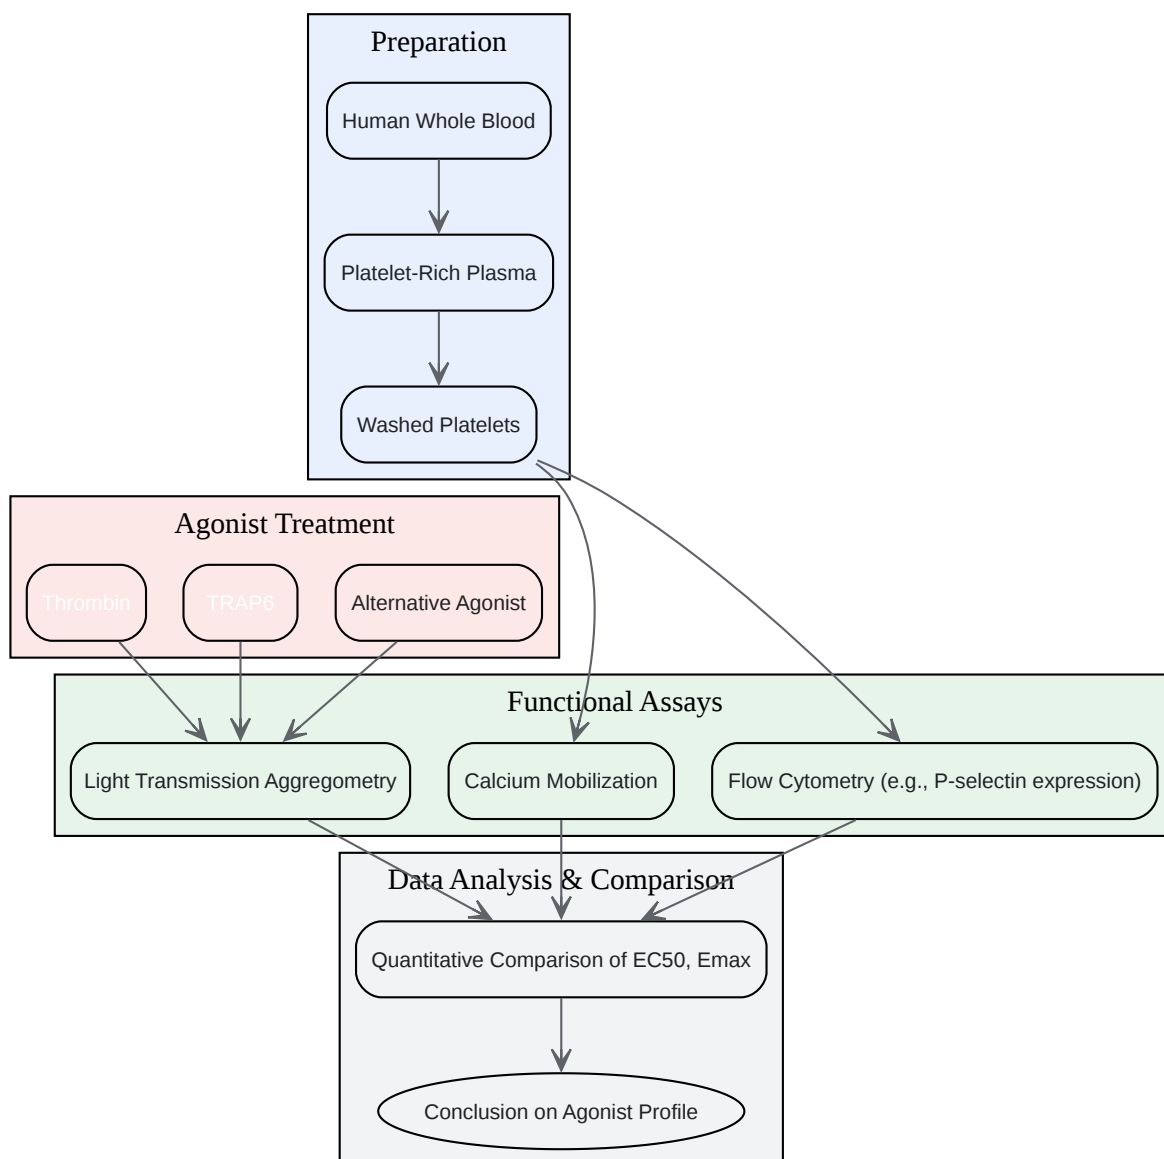 Preparation
Human Whole Blood
Platelet-Rich Plasma
Washed Platelets
Agonist Treatment
Thrombin
TRAP6
Alternative Agonist
Functional Assays
Light Transmission Aggregometry
Calcium Mobilization
Flow Cytometry (e.g., P-selectin expression)
Data Analysis & Comparison
Quantitative Comparison of EC50, Emax
Conclusion on Agonist Profile